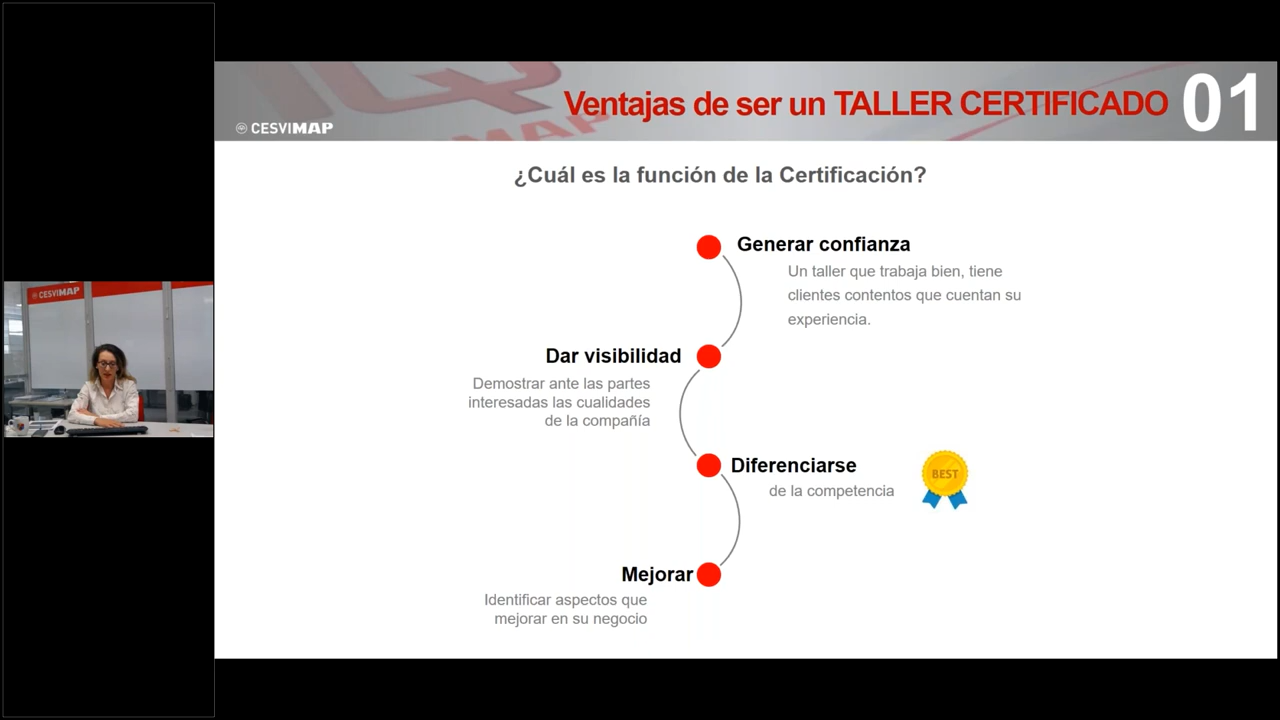 Ventajas de ser un TALLER CERTIFICADO 01
CESVIMAP
¿Cuál es la función de la Certificación?
Generar confianza
Un taller que trabaja bien, tiene
clientes contentos que cuentan su
experiencia.
Dar visibilidad
Demostrar ante las partes
interesadas las cualidades
de la compañía
Diferenciarse
de la competencia
BEST
Mejorar
Identificar aspectos que
mejorar en su negocio
CESVIMAP